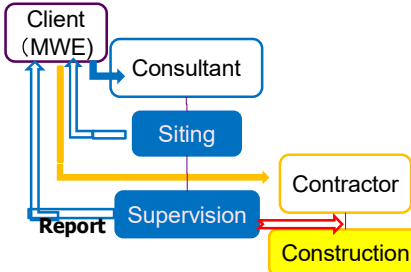 Client
（MWE）
Consultant
Siting
Contractor
Supervision
Report
Construction